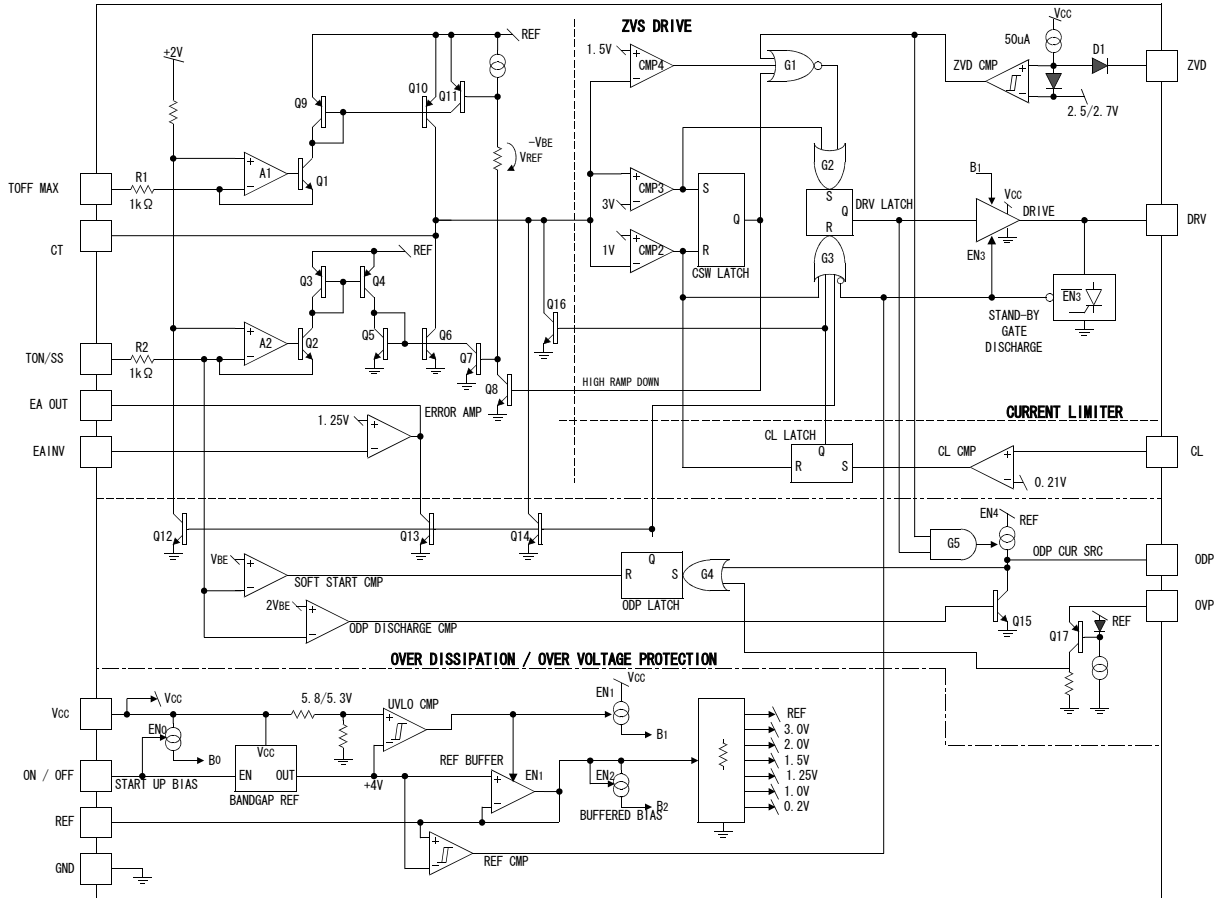 ZVS DRIVE
+2V
REF
1.5V
CMP4
G1
Vcc
50uA
ZVD CMP
D1
ZVD
2.5/2.7V
Q9
Q10
Q11
-VBE
VREF
A1
Q1
R1
1kΩ
TOFF MAX
CT
G2
CMP3
3V
S
Q
R
CSW LATCH
1V
CMP2
S
Q
R
DRV LATCH
G3
B1
Vcc
DRIVE
EN3
DRV
EN3
STAND-BY
GATE
DISCHARGE
REF
Q3
Q4
Q16
A2
Q2
Q5
Q6
Q7
Q8
R2
1kΩ
TON/SS
HIGH RAMP DOWN
EA OUT
ERROR AMP
1.25V
EAINV
CURRENT LIMITER
CL LATCH
Q
R
S
CL CMP
0.21V
CL
Q12
Q13
Q14
EN4
REF
G5
ODP CUR SRC
ODP
VBE
SOFT START CMP
Q
R
S
ODP LATCH
G4
2VBE
ODP DISCHARGE CMP
Q15
OVP
Q17
REF
OVER DISSIPATION / OVER VOLTAGE PROTECTION
Vcc
Vcc
5.8/5.3V
UVLO CMP
EN1
Vcc
B1
EN0
B0
Vcc
EN
OUT
ON / OFF
START UP BIAS
BANDGAP REF
+4V
REF BUFFER
EN1
EN2
B2
BUFFERED BIAS
REF
3.0V
2.0V
1.5V
1.25V
1.0V
0.2V
REF
REF CMP
GND